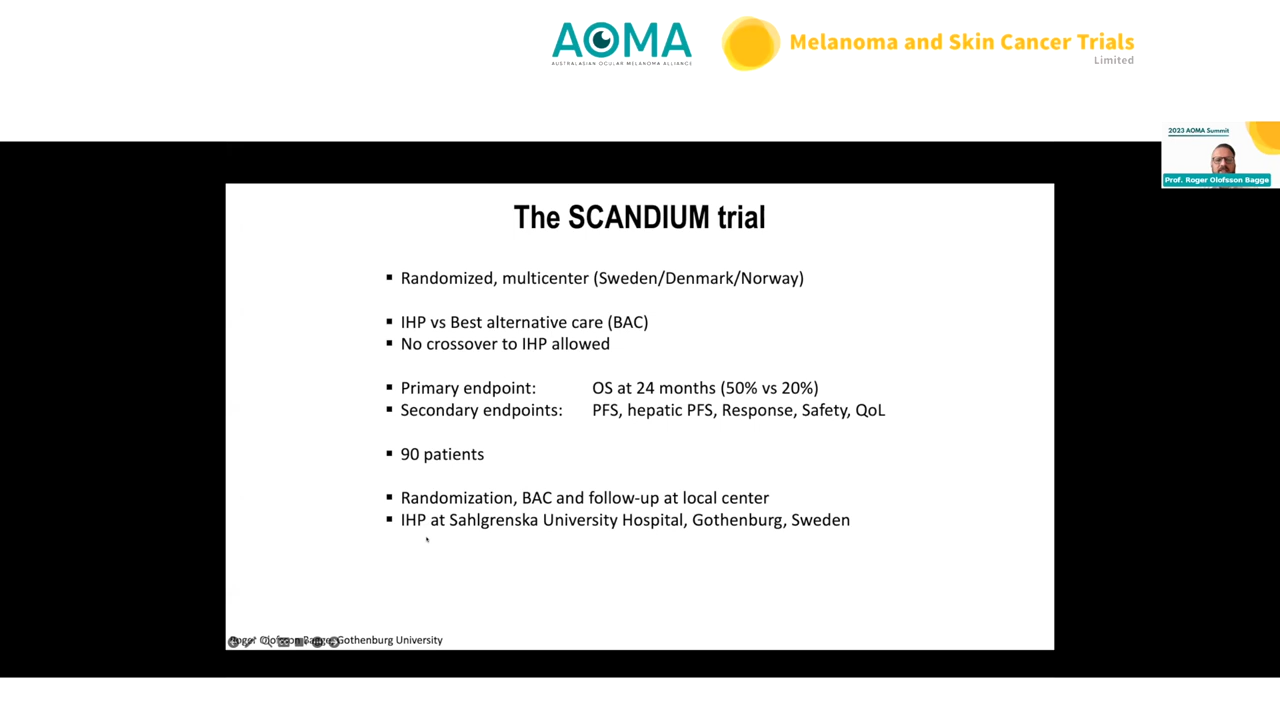 AOMA
AUSTRALASIAN OCULAR MELANOMA ALLIANCE
Melanoma and Skin Cancer Trials
Limited
2023 AOMA Summit
Prof. Roger Olofsson Bagge
The SCANDIUM trial
▪ Randomized, multicenter (Sweden/Denmark/Norway)
▪ IHP vs Best alternative care (BAC)
▪ No crossover to IHP allowed
▪ Primary endpoint: OS at 24 months (50% vs 20%)
▪ Secondary endpoints: PFS, hepatic PFS, Response, Safety, QoL
▪ 90 patients
▪ Randomization, BAC and follow-up at local center
▪ IHP at Sahlgrenska University Hospital, Gothenburg, Sweden
Roger Olofsson Bagge, Gothenburg University